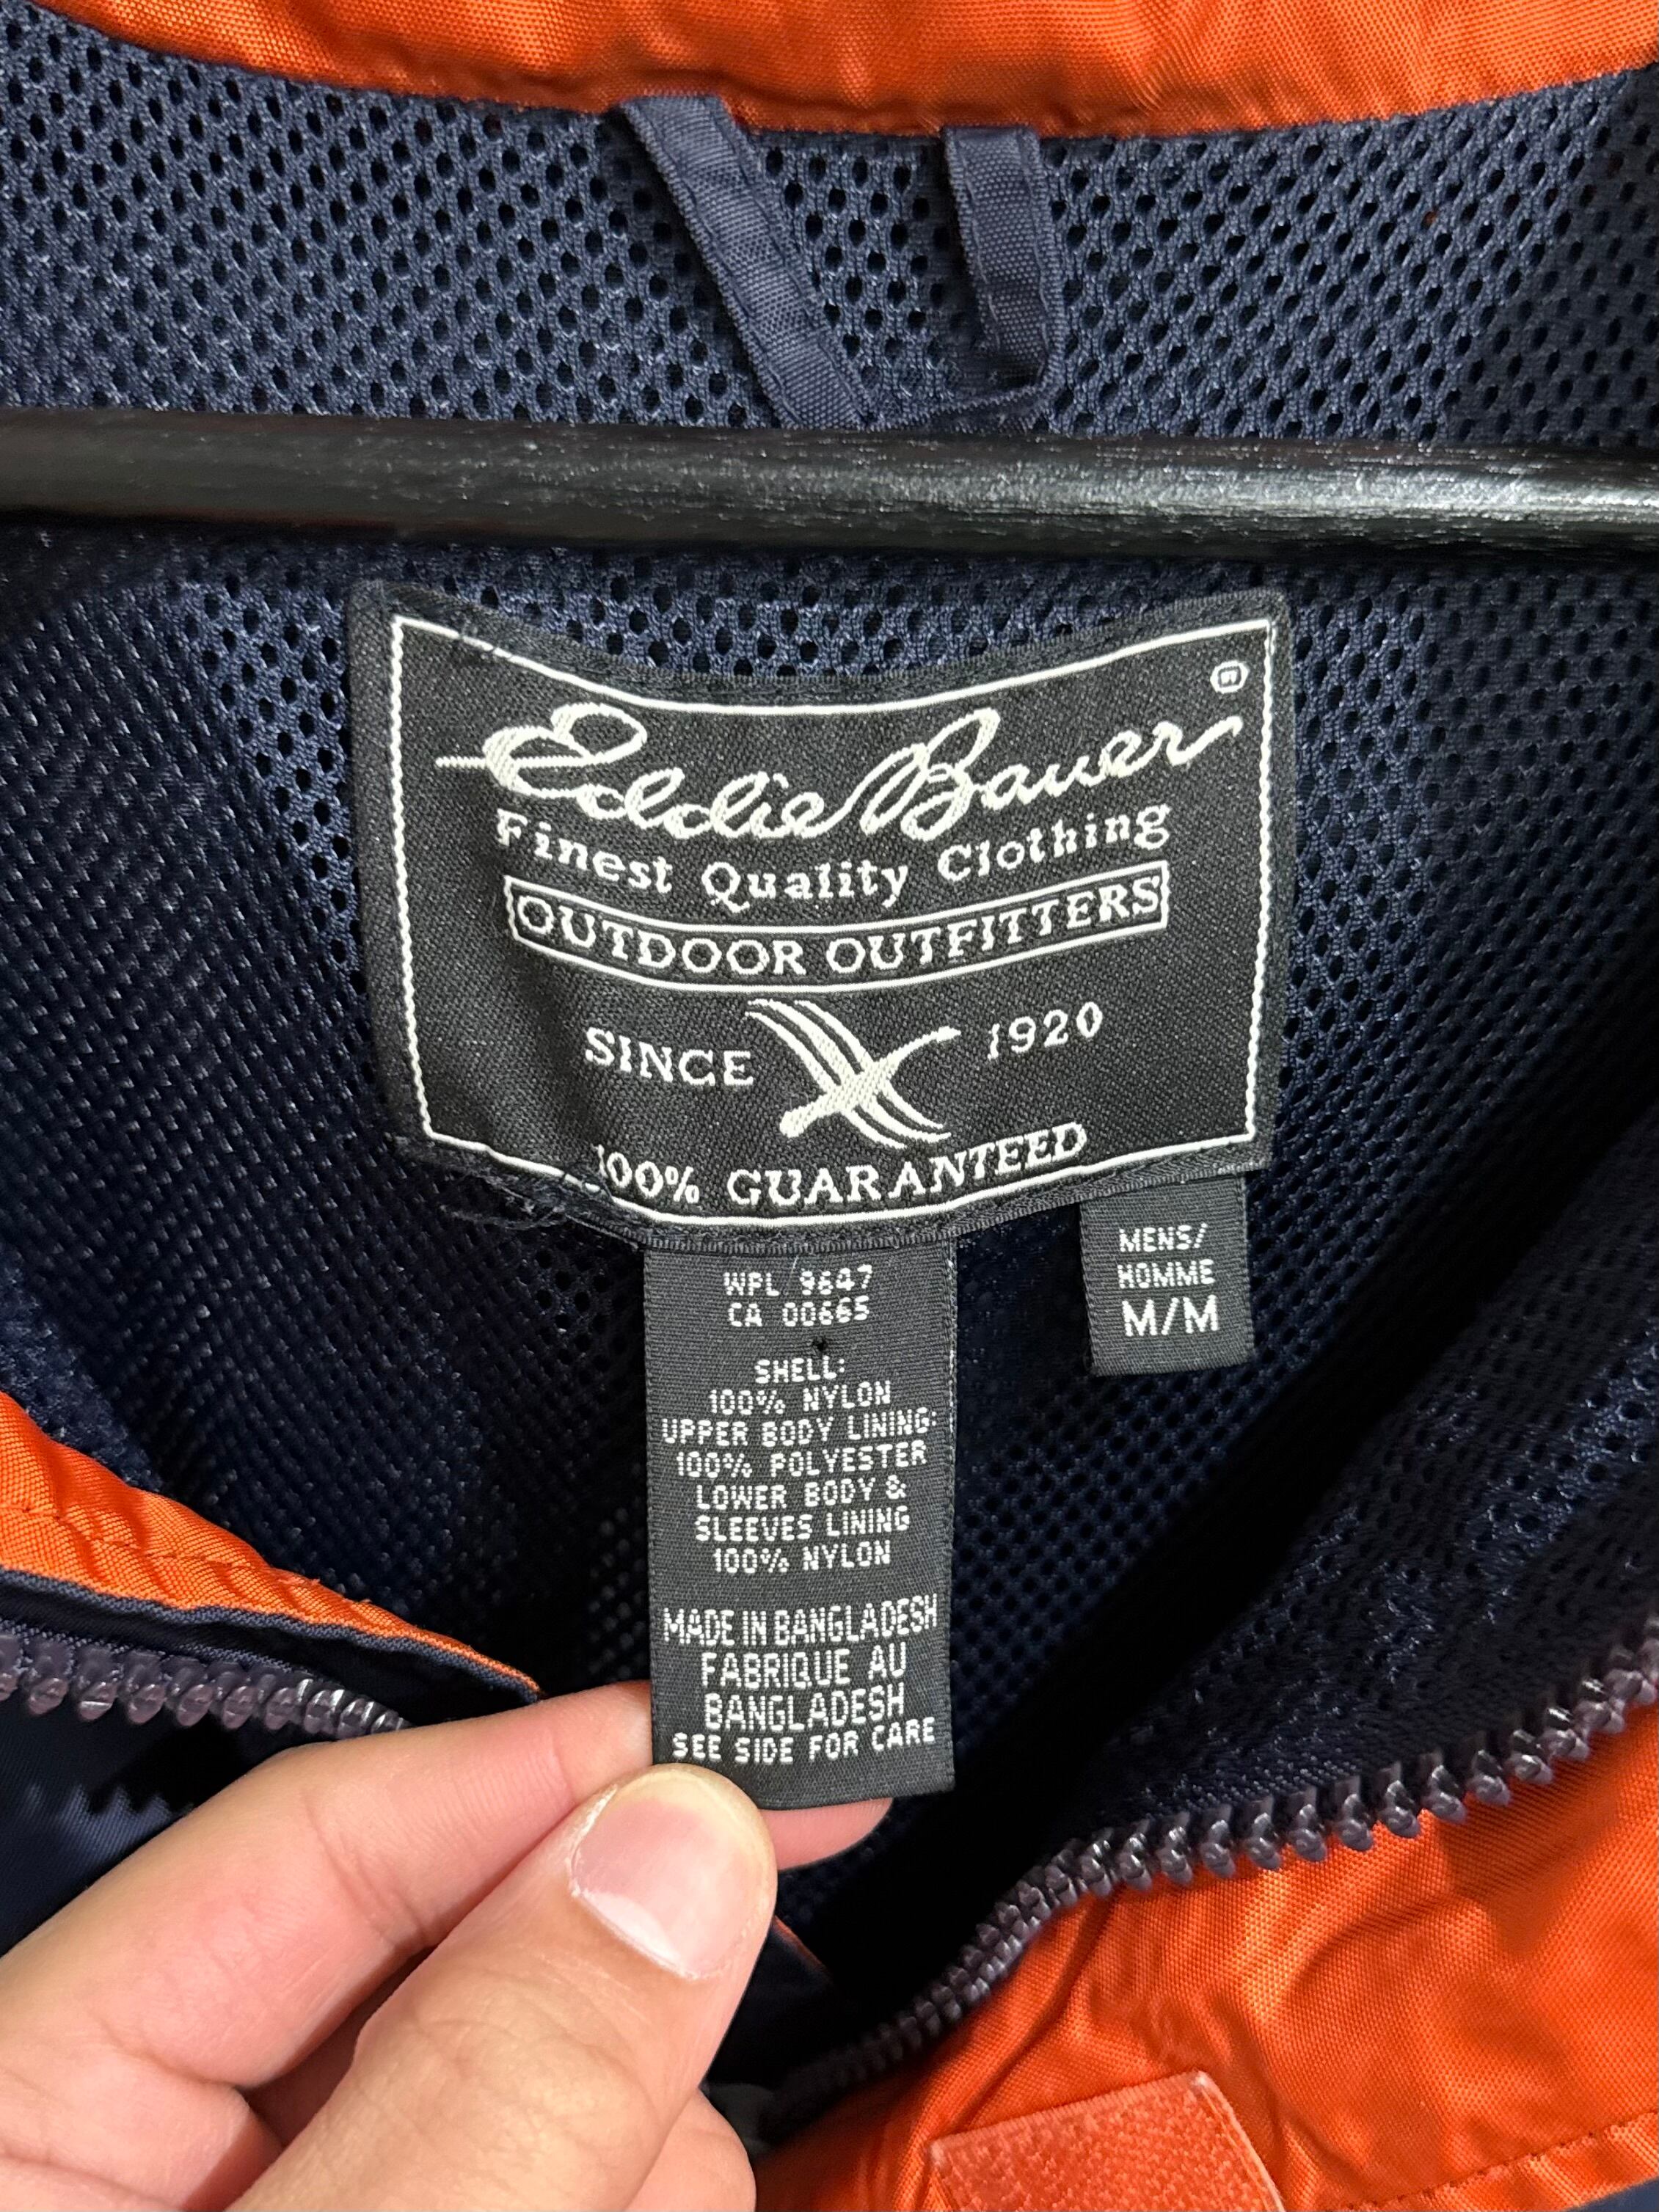 Eddie Bauer ®
Finest Quality Clothing
OUTDOOR OUTFITTERS
SINCE 1920
100% GUARANTEED
MENS/
HOMME
M/M
WPL 9647
CA 00665
SHELL:
100% NYLON
UPPER BODY LINING:
100% POLYESTER
LOWER BODY &
SLEEVES LINING
100% NYLON
MADE IN BANGLADESH
FABRIQUE AU
BANGLADESH
SEE SIDE FOR CARE